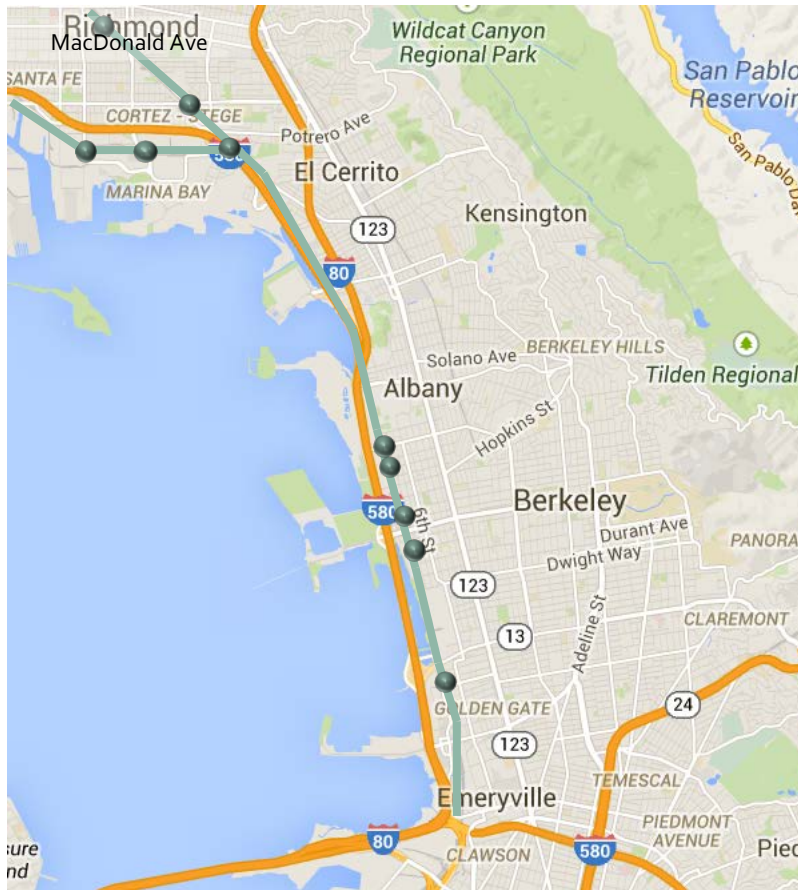 Richmond
MacDonald Ave
Wildcat Canyon
Regional Park
San Pablo
Reservoir
SANTA FE
CORTEZ - STEGE
Potrero Ave
San Pablo Da
580
El Cerrito
MARINA BAY
Kensington
123
80
Solano Ave
BERKELEY HILLS
Tilden Regional
Albany
Hopkins St
Berkeley
580
6th St
Durant Ave
PANORA
Dwight Way
123
CLAREMONT
13
Adeline St
GOLDEN GATE
24
123
TEMESCAL
Emeryville
PIEDMONT
AVENUE
80
CLAWSON
580
Pied
sure
nd